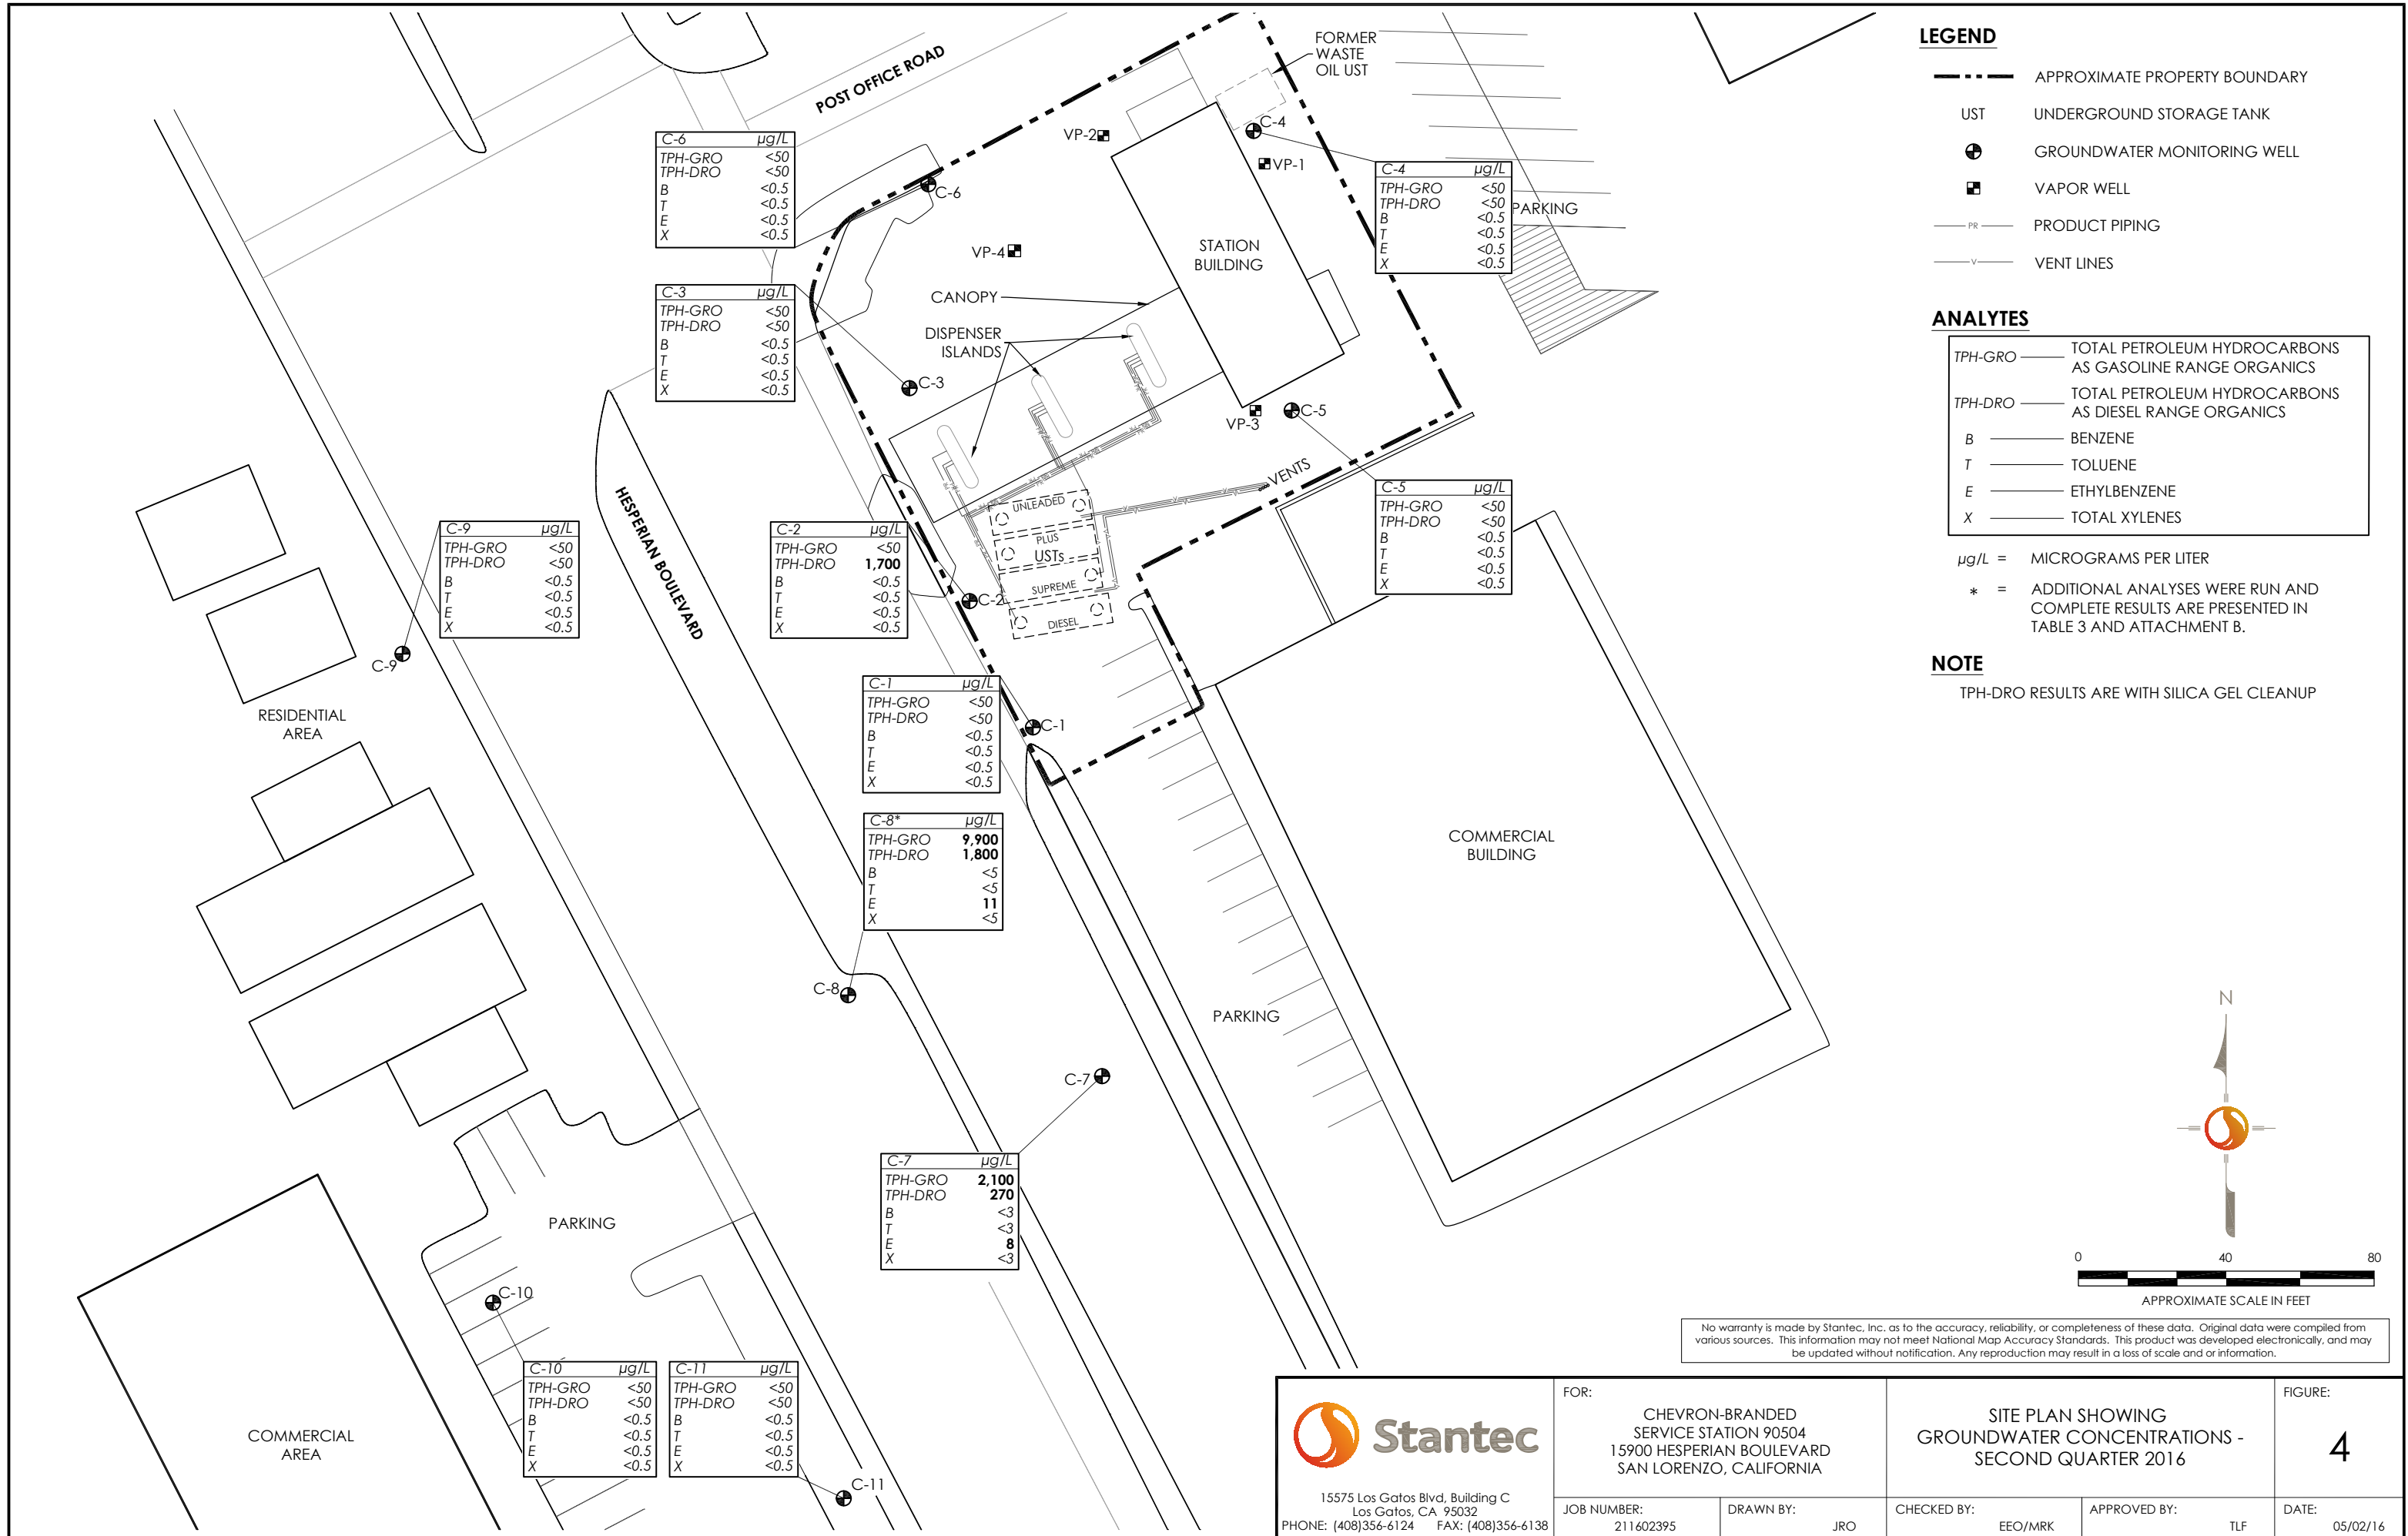 POST OFFICE ROAD
FORMER
WASTE
OIL UST
C-6 µg/L
TPH-GRO <50
TPH-DRO <50
B <0.5
T <0.5
E <0.5
X <0.5
VP-2
C-4
VP-1
C-6
C-4 µg/L
TPH-GRO <50
TPH-DRO <50
B <0.5
T <0.5
E <0.5
X <0.5
PARKING
VP-4
STATION
BUILDING
C-3 µg/L
TPH-GRO <50
TPH-DRO <50
B <0.5
T <0.5
E <0.5
X <0.5
CANOPY
DISPENSER
ISLANDS
C-3
VP-3
C-5
VENTS
HESPERIAN BOULEVARD
C-9 µg/L
TPH-GRO <50
TPH-DRO <50
B <0.5
T <0.5
E <0.5
X <0.5
C-2 µg/L
TPH-GRO <50
TPH-DRO 1,700
B <0.5
T <0.5
E <0.5
X <0.5
UNLEADED
PLUS
USTs
SUPREME
DIESEL
C-2
C-5 µg/L
TPH-GRO <50
TPH-DRO <50
B <0.5
T <0.5
E <0.5
X <0.5
C-9
RESIDENTIAL
AREA
C-1 µg/L
TPH-GRO <50
TPH-DRO <50
B <0.5
T <0.5
E <0.5
X <0.5
C-1
C-8* µg/L
TPH-GRO 9,900
TPH-DRO 1,800
B <5
T <5
E 11
X <5
COMMERCIAL
BUILDING
C-8
PARKING
C-7
C-7 µg/L
TPH-GRO 2,100
TPH-DRO 270
B <3
T <3
E 8
X <3
PARKING
C-10
C-10 µg/L
TPH-GRO <50
TPH-DRO <50
B <0.5
T <0.5
E <0.5
X <0.5
C-11 µg/L
TPH-GRO <50
TPH-DRO <50
B <0.5
T <0.5
E <0.5
X <0.5
C-11
COMMERCIAL
AREA
LEGEND
APPROXIMATE PROPERTY BOUNDARY
UST UNDERGROUND STORAGE TANK
GROUNDWATER MONITORING WELL
VAPOR WELL
PR PRODUCT PIPING
V VENT LINES
ANALYTES
TPH-GRO TOTAL PETROLEUM HYDROCARBONS
AS GASOLINE RANGE ORGANICS
TPH-DRO TOTAL PETROLEUM HYDROCARBONS
AS DIESEL RANGE ORGANICS
B BENZENE
T TOLUENE
E ETHYLBENZENE
X TOTAL XYLENES
µg/L = MICROGRAMS PER LITER
* = ADDITIONAL ANALYSES WERE RUN AND
COMPLETE RESULTS ARE PRESENTED IN
TABLE 3 AND ATTACHMENT B.
NOTE
TPH-DRO RESULTS ARE WITH SILICA GEL CLEANUP
N
0 40 80
APPROXIMATE SCALE IN FEET
No warranty is made by Stantec, Inc. as to the accuracy, reliability, or completeness of these data. Original data were compiled from
various sources. This information may not meet National Map Accuracy Standards. This product was developed electronically, and may
be updated without notification. Any reproduction may result in a loss of scale and or information.
Stantec
15575 Los Gatos Blvd, Building C
Los Gatos, CA 95032
PHONE: (408)356-6124 FAX: (408)356-6138
FOR:
CHEVRON-BRANDED
SERVICE STATION 90504
15900 HESPERIAN BOULEVARD
SAN LORENZO, CALIFORNIA
SITE PLAN SHOWING
GROUNDWATER CONCENTRATIONS -
SECOND QUARTER 2016
FIGURE:
4
JOB NUMBER:
211602395
DRAWN BY:
JRO
CHECKED BY:
EEO/MRK
APPROVED BY:
TLF
DATE:
05/02/16